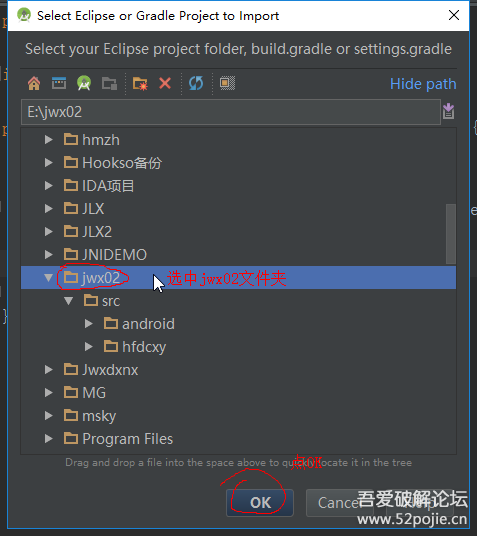 Select Eclipse or Gradle Project to Import
Select your Eclipse project folder, build.gradle or settings.gradle
Hide path
E:\jwx02
hmzh
Hookso备份
IDA项目
JLX
JLX2
JNIDEMO
jwx02 选中jwx02文件夹
src
android
hfdcxy
Jwxdxnx
MG
msky
Program Files
Drag and drop a file into the space above to quickly locate it in the tree
OK
Cancel
吾爱破解论坛
www.52pojie.cn